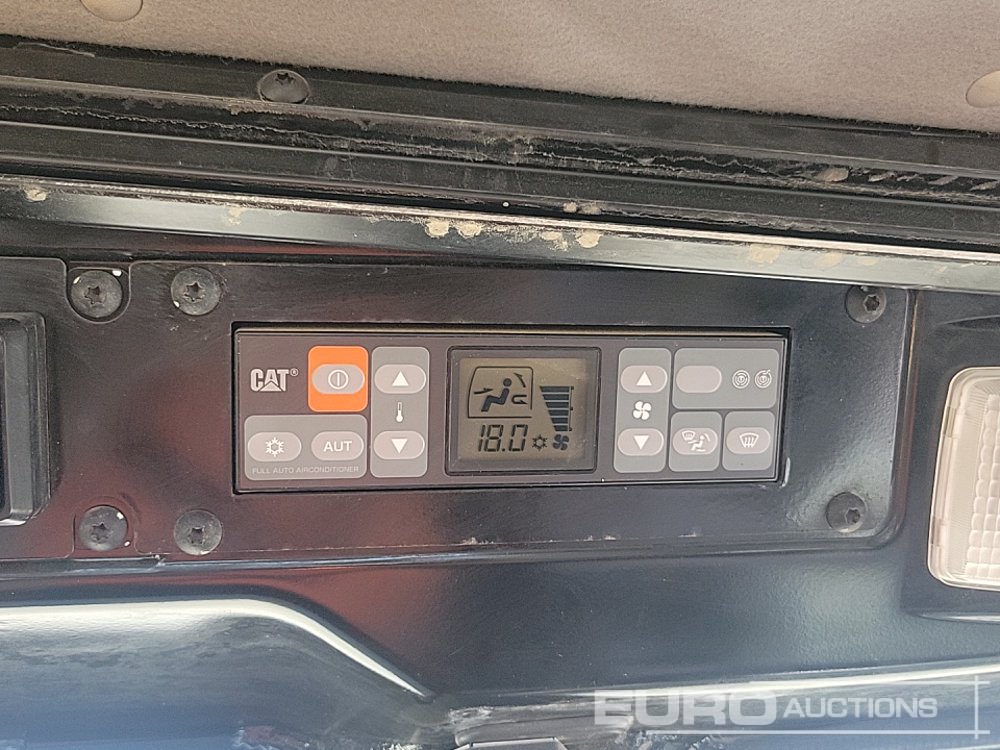 CAT®
AUT
FULL AUTO AIRCONDITIONER
18.0
EURO AUCTIONS